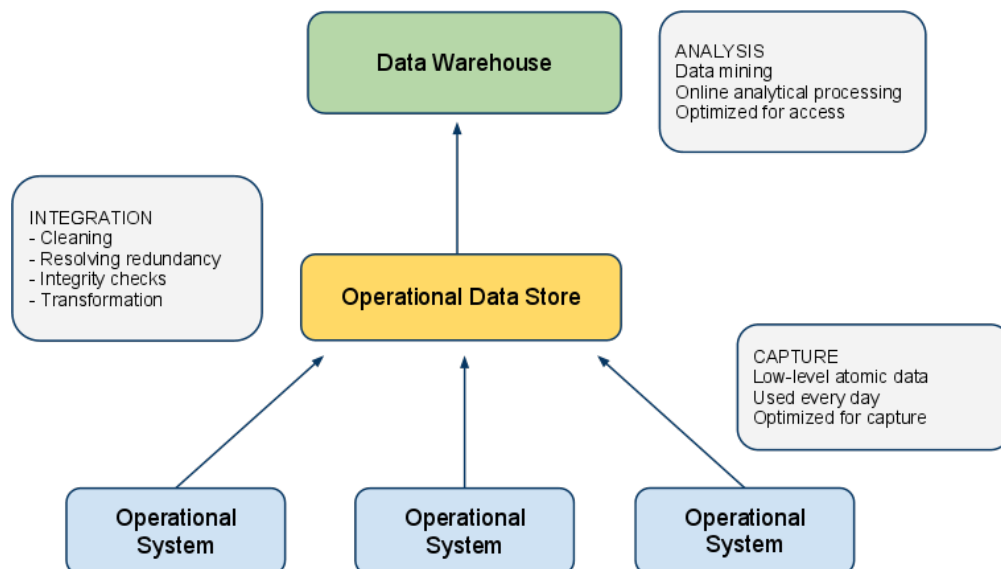 Data Warehouse
ANALYSIS
Data mining
Online analytical processing
Optimized for access
INTEGRATION
- Cleaning
- Resolving redundancy
- Integrity checks
- Transformation
Operational Data Store
CAPTURE
Low-level atomic data
Used every day
Optimized for capture
Operational
System
Operational
System
Operational
System